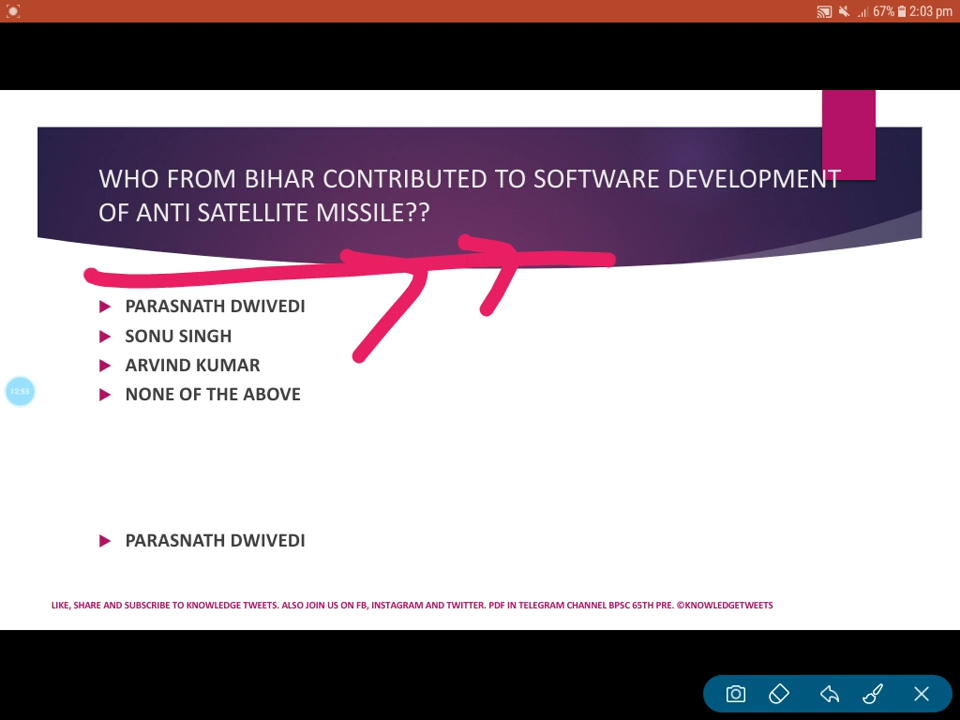 67% 2:03 pm
WHO FROM BIHAR CONTRIBUTED TO SOFTWARE DEVELOPMENT
OF ANTI SATELLITE MISSILE??
PARASNATH DWIVEDI
SONU SINGH
ARVIND KUMAR
12:53
NONE OF THE ABOVE
PARASNATH DWIVEDI
LIKE, SHARE AND SUBSCRIBE TO KNOWLEDGE TWEETS. ALSO JOIN US ON FB, INSTAGRAM AND TWITTER. PDF IN TELEGRAM CHANNEL BPSC 65TH PRE. ©KNOWLEDGETWEETS